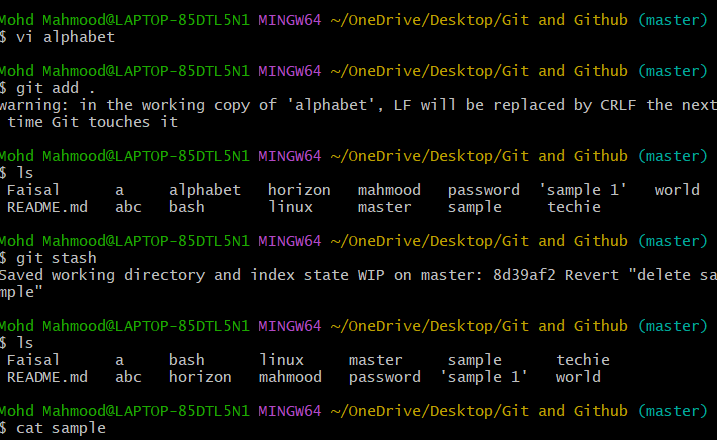 Mohd Mahmood@LAPTOP-85DTL5N1 MINGW64 ~/OneDrive/Desktop/Git and Github (master)
$ vi alphabet
Mohd Mahmood@LAPTOP-85DTL5N1 MINGW64 ~/OneDrive/Desktop/Git and Github (master)
$ git add .
warning: in the working copy of 'alphabet', LF will be replaced by CRLF the next
time Git touches it
Mohd Mahmood@LAPTOP-85DTL5N1 MINGW64 ~/OneDrive/Desktop/Git and Github (master)
$ ls
Faisal a alphabet horizon mahmood password 'sample 1' world
README.md abc bash linux master sample techie
Mohd Mahmood@LAPTOP-85DTL5N1 MINGW64 ~/OneDrive/Desktop/Git and Github (master)
$ git stash
Saved working directory and index state WIP on master: 8d39af2 Revert "delete sa
mple"
Mohd Mahmood@LAPTOP-85DTL5N1 MINGW64 ~/OneDrive/Desktop/Git and Github (master)
$ ls
Faisal a bash linux master sample techie
README.md abc horizon mahmood password 'sample 1' world
Mohd Mahmood@LAPTOP-85DTL5N1 MINGW64 ~/OneDrive/Desktop/Git and Github (master)
$ cat sample